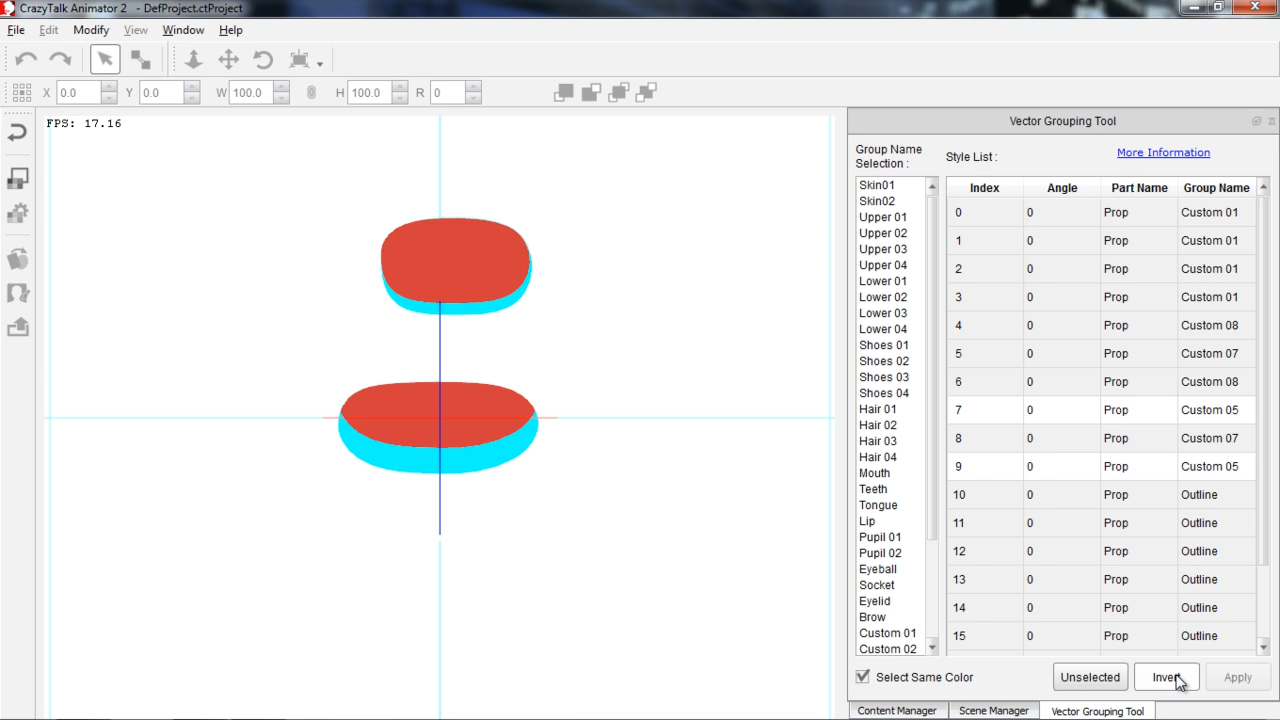 CrazyTalk Animator 2 - DefProject.ctProject
File Edit Modify View Window Help
X 0.0 Y 0.0 W 100.0 H 100.0 R 0
FPS: 17.16
Vector Grouping Tool
Group Name
Selection :
Style List :
More Information
Skin01
Skin02
Upper 01
Upper 02
Upper 03
Upper 04
Lower 01
Lower 02
Lower 03
Lower 04
Shoes 01
Shoes 02
Shoes 03
Shoes 04
Hair 01
Hair 02
Hair 03
Hair 04
Mouth
Teeth
Tongue
Lip
Pupil 01
Pupil 02
Eyeball
Socket
Eyelid
Brow
Custom 01
Custom 02
Index Angle Part Name Group Name
0 0 Prop Custom 01
1 0 Prop Custom 01
2 0 Prop Custom 01
3 0 Prop Custom 01
4 0 Prop Custom 08
5 0 Prop Custom 07
6 0 Prop Custom 08
7 0 Prop Custom 05
8 0 Prop Custom 07
9 0 Prop Custom 05
10 0 Prop Outline
11 0 Prop Outline
12 0 Prop Outline
13 0 Prop Outline
14 0 Prop Outline
15 0 Prop Outline
Select Same Color
Unselected Invert Apply
Content Manager Scene Manager Vector Grouping Tool